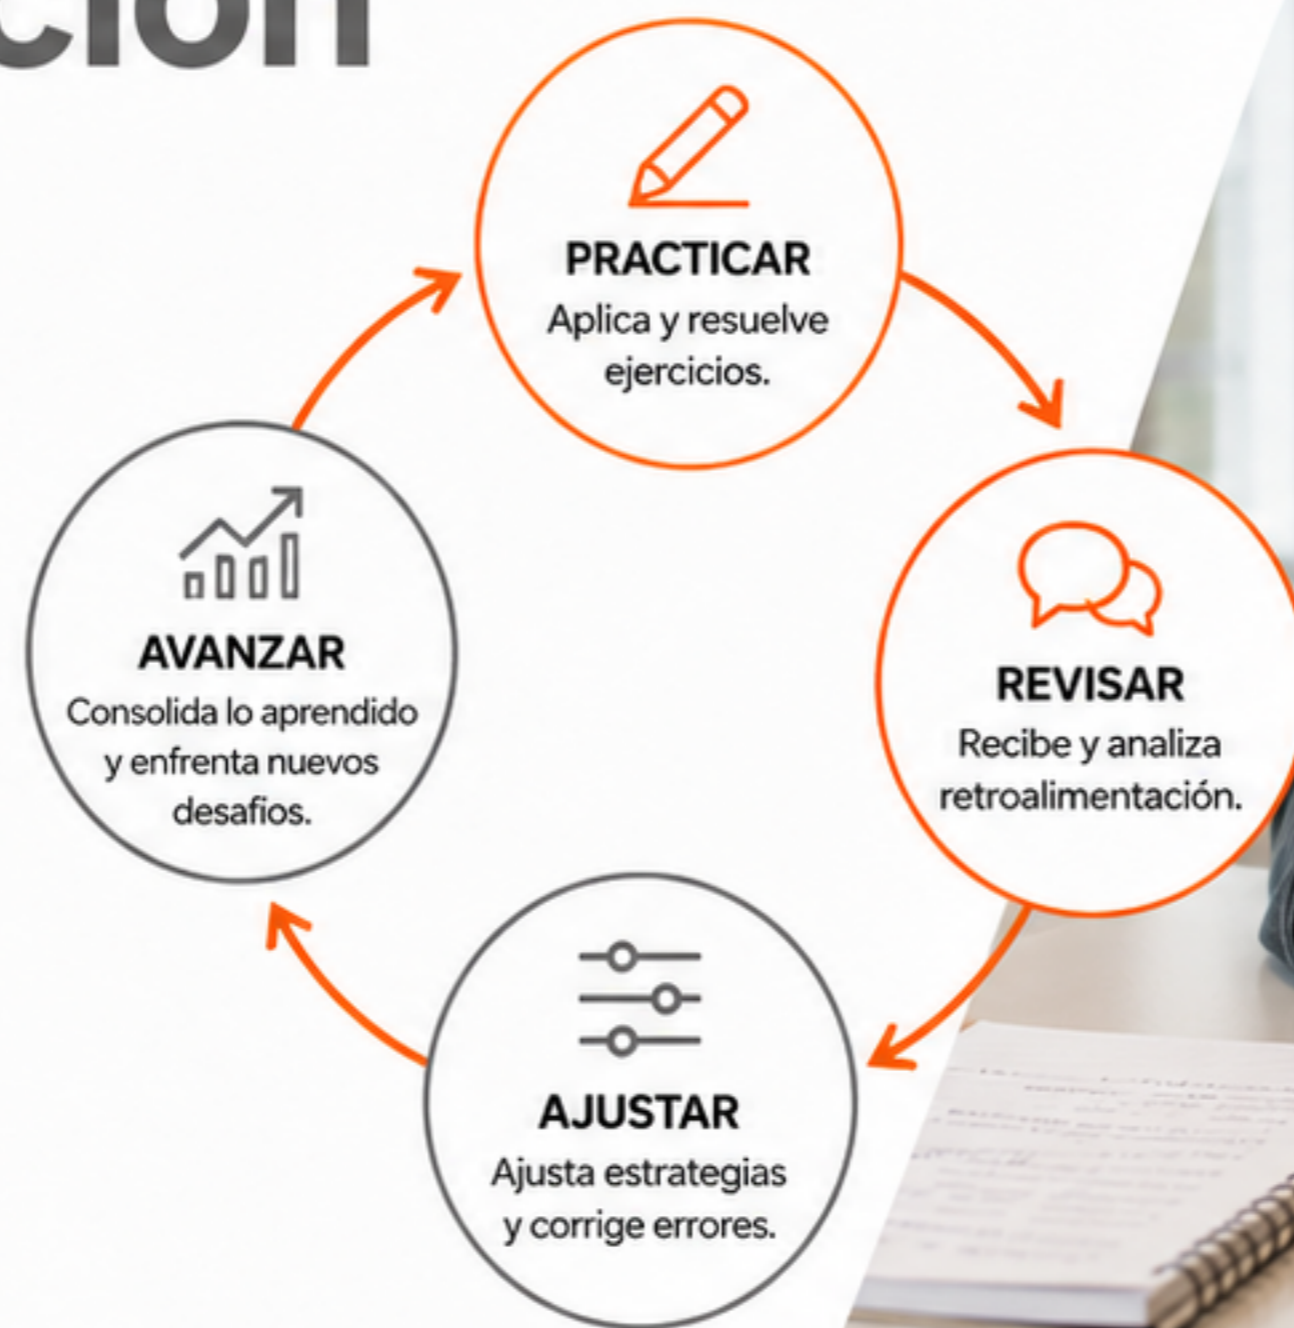 ción
PRACTICAR
Aplica y resuelve
ejercicios.
REVISAR
Recibe y analiza
retroalimentación.
AJUSTAR
Ajusta estrategias
y corrige errores.
AVANZAR
Consolida lo aprendido
y enfrenta nuevos
desafios.